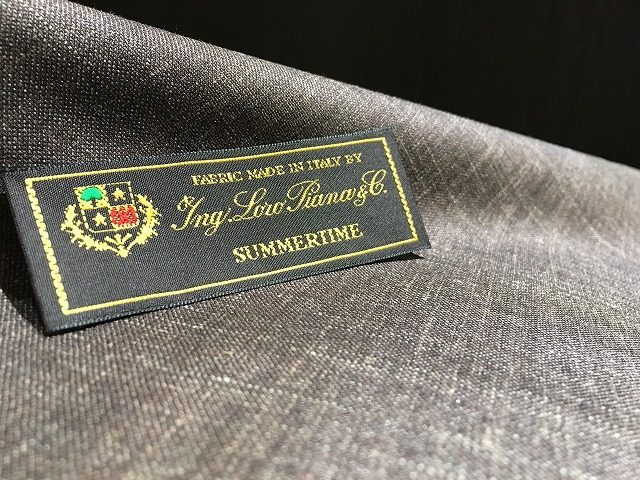 FABRIC MADE IN ITALY BY
Ing. Loro Piana & C.
SUMMERTIME